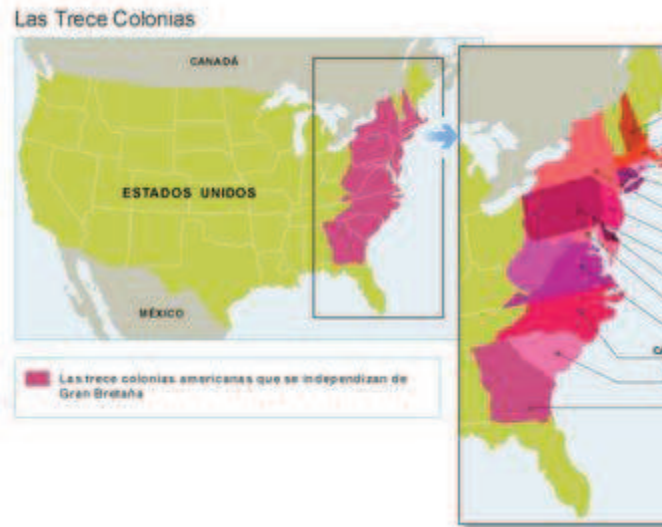 Las Trece Colonias
CANADÁ
ESTADOS UNIDOS
MÉXICO
Las trece colonias americanas que se independizan de
Gran Bretaña